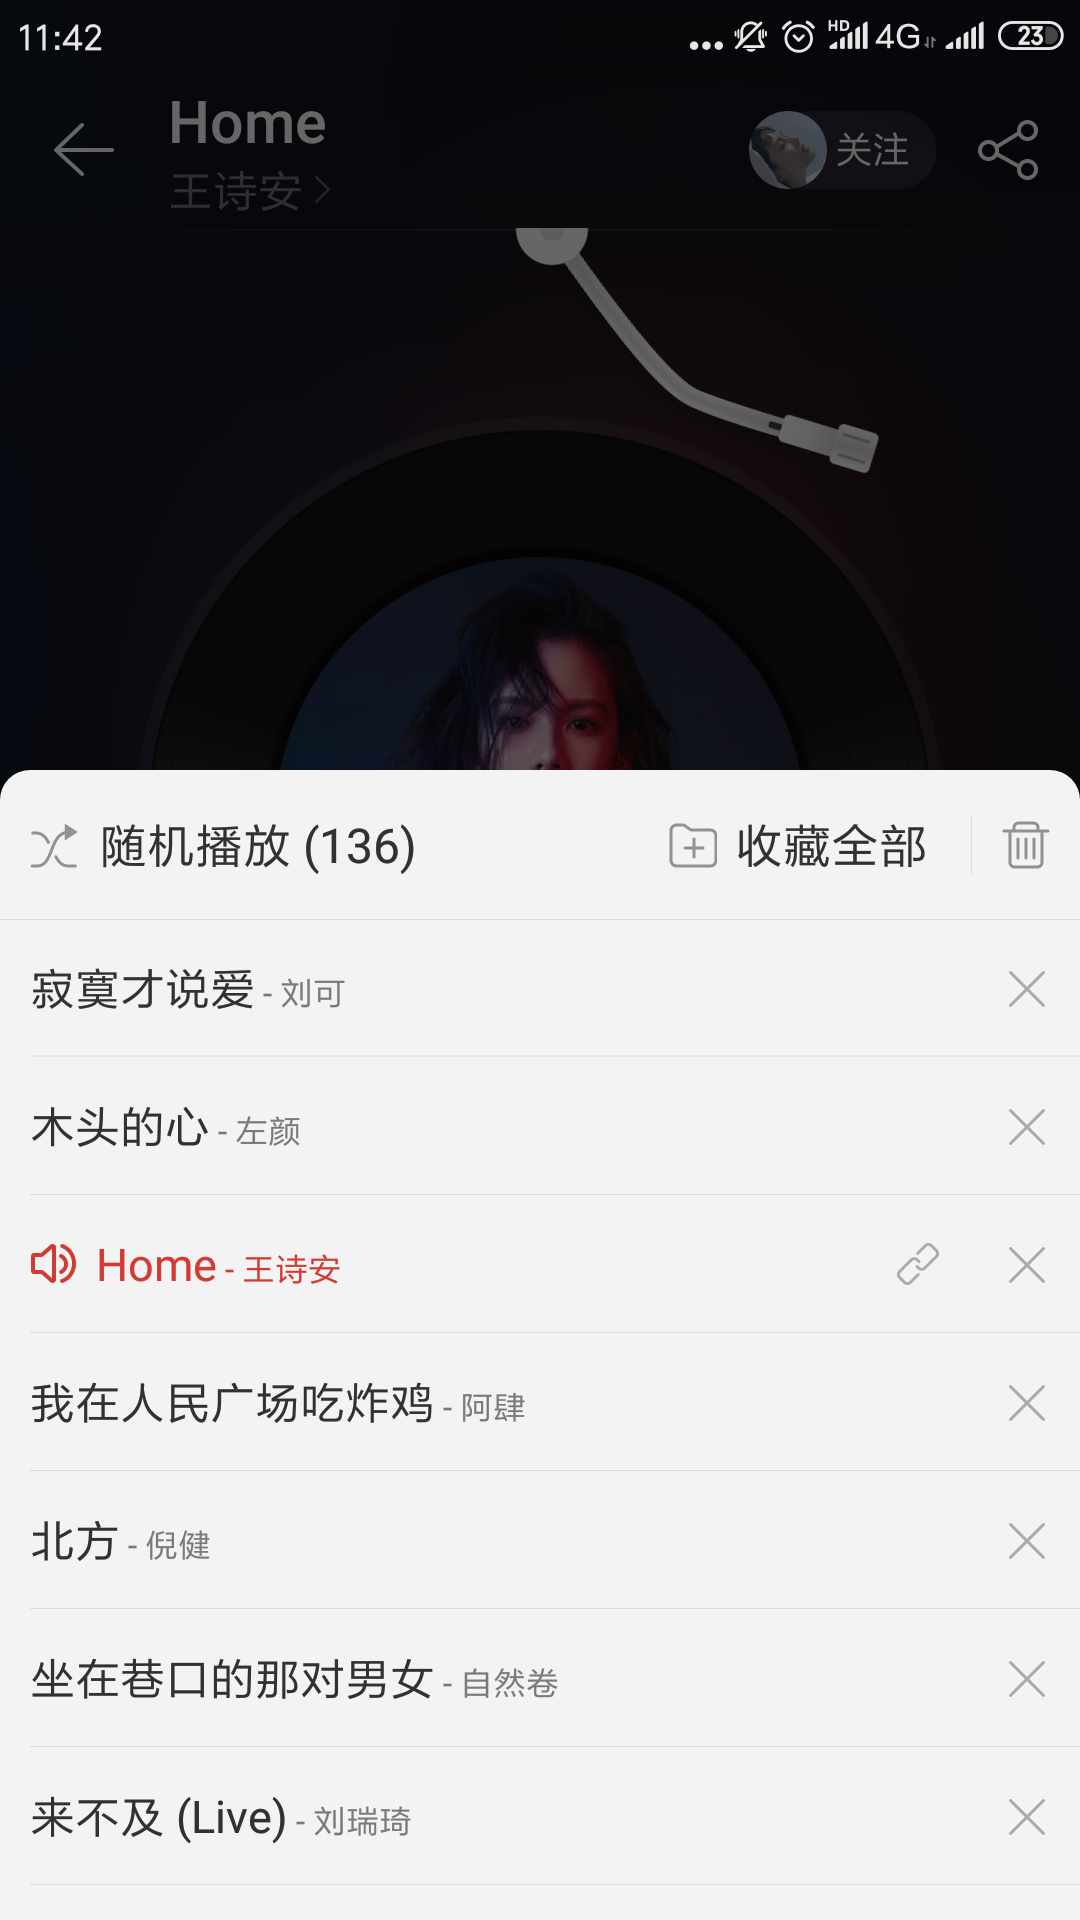 11:42
HD 4G 23
Home
王诗安
关注
随机播放 (136) 收藏全部
寂寞才说爱 - 刘可
木头的心 - 左颜
Home - 王诗安
我在人民广场吃炸鸡 - 阿肆
北方 - 倪健
坐在巷口的那对男女 - 自然卷
来不及 (Live) - 刘瑞琦